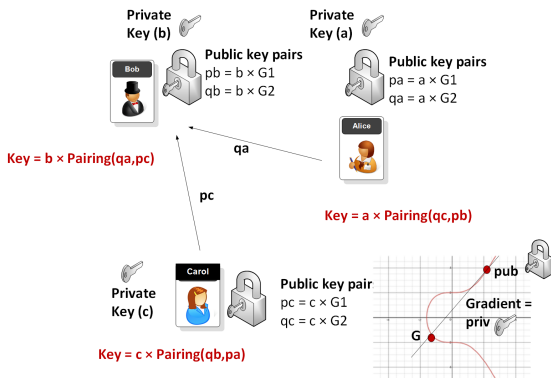 Private
Key (b)
Bob
Public key pairs
pb = b × G1
qb = b × G2
Private
Key (a)
Public key pairs
pa = a × G1
qa = a × G2
Alice
qa
Key = b × Pairing(qa,pc)
pc
Key = a × Pairing(qc,pb)
Private
Key (c)
Carol
Public key pair
pc = c × G1
qc = c × G2
Key = c × Pairing(qb,pa)
pub
Gradient =
priv
G